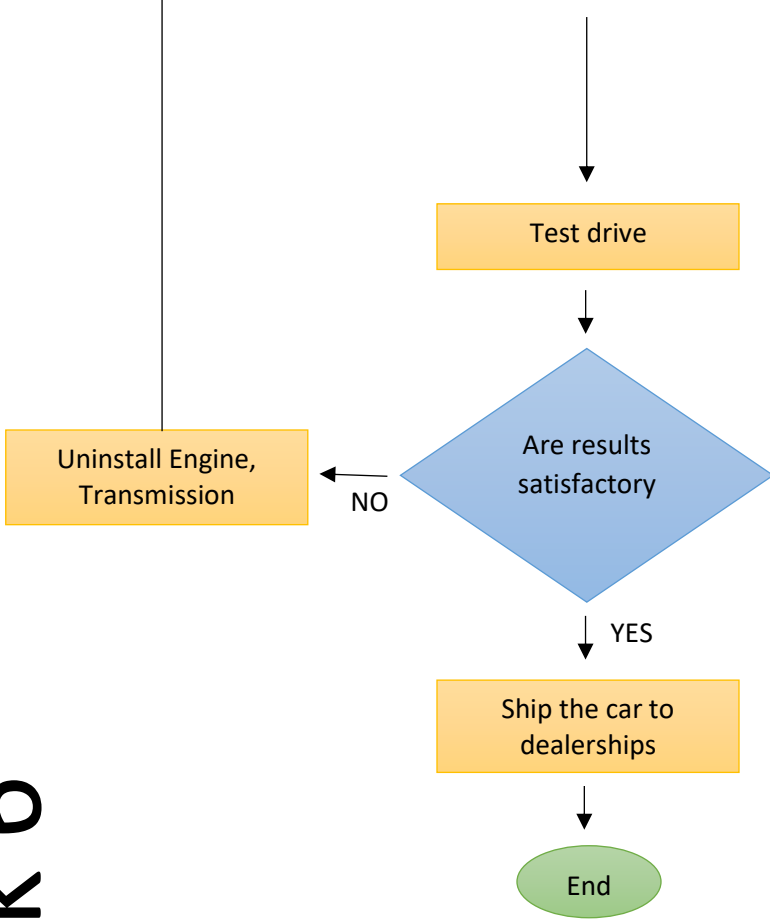 Test drive
Are results
satisfactory
NO
Uninstall Engine,
Transmission
YES
Ship the car to
dealerships
End